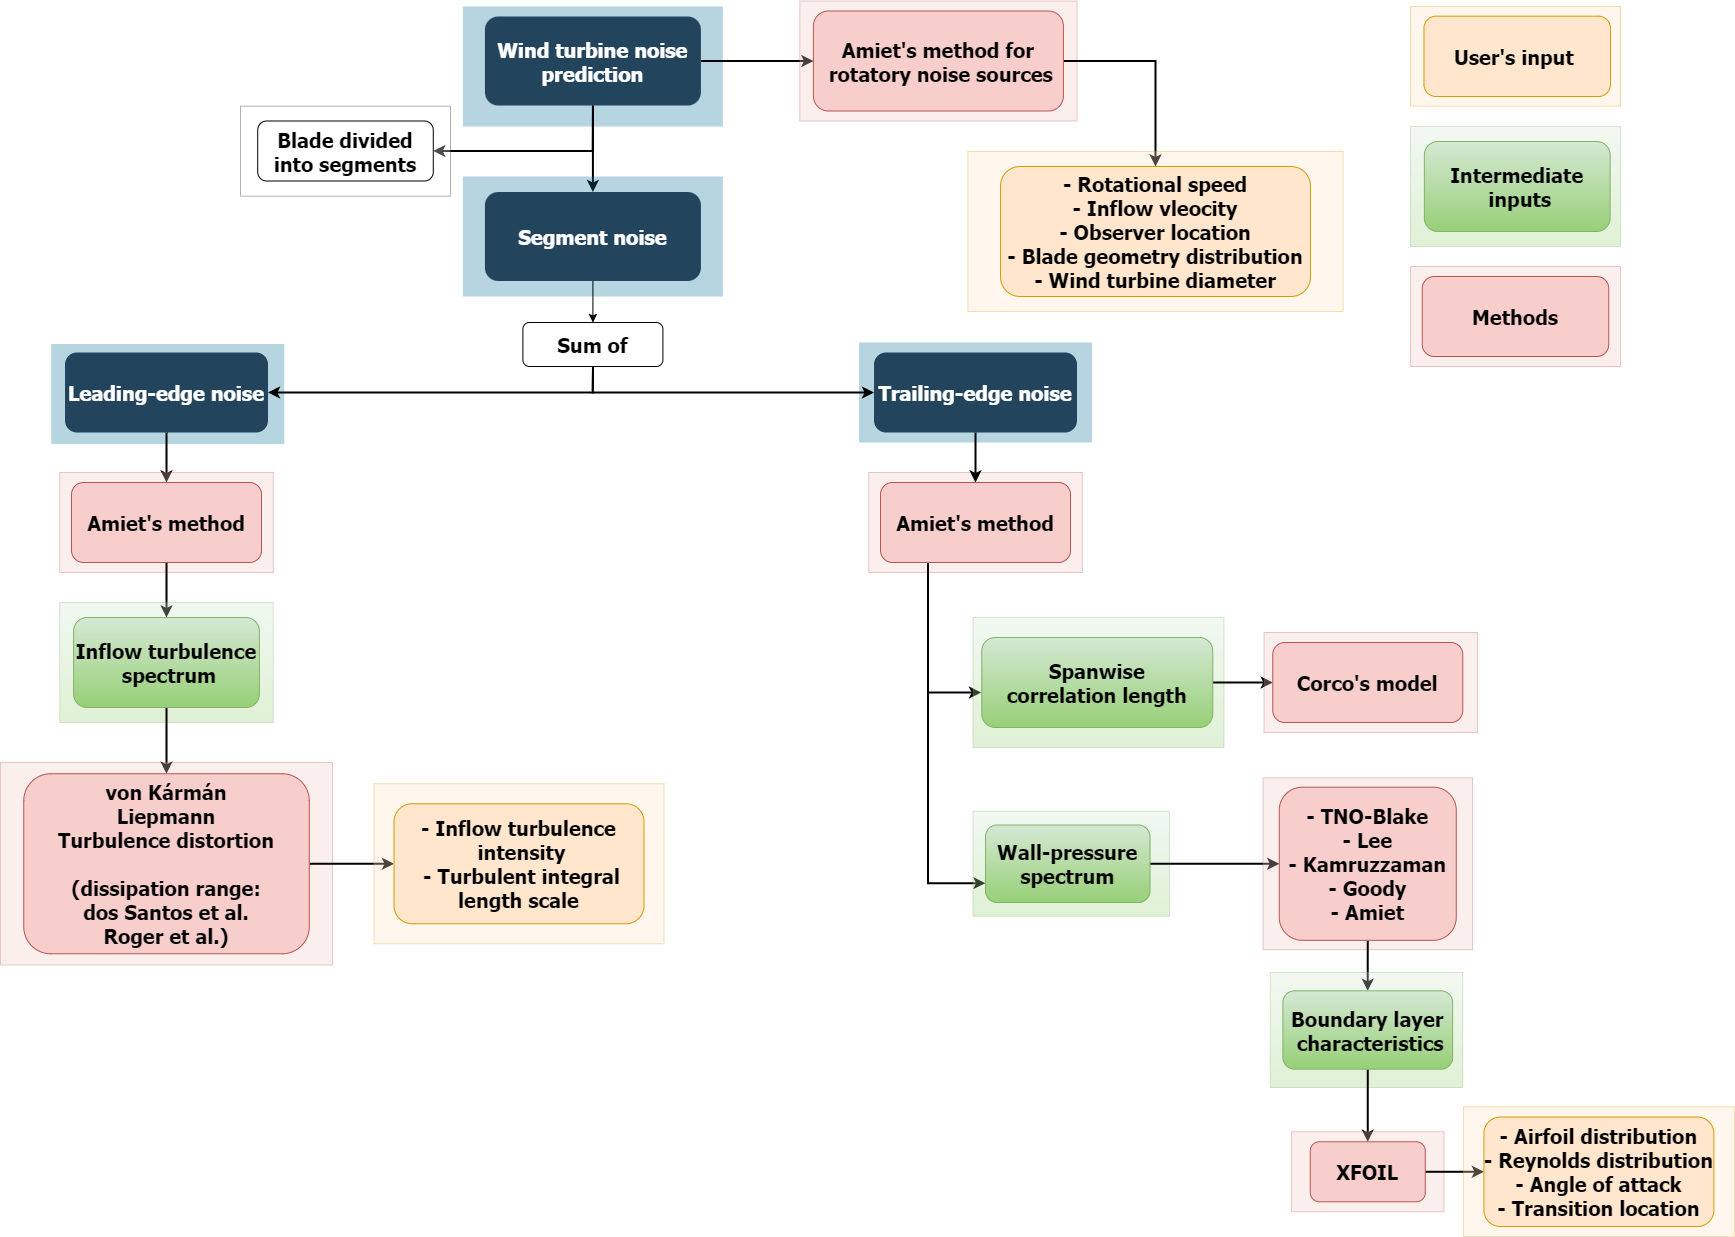 Wind turbine noise
prediction
Amiet's method for
rotatory noise sources
User's input
Blade divided
into segments
Intermediate
inputs
- Rotational speed
- Inflow vleocity
- Observer location
- Blade geometry distribution
- Wind turbine diameter
Segment noise
Methods
Sum of
Leading-edge noise
Trailing-edge noise
Amiet's method
Amiet's method
Inflow turbulence
spectrum
Spanwise
correlation length
Corco's model
von Kármán
Liepmann
Turbulence distortion
(dissipation range:
dos Santos et al.
Roger et al.)
- Inflow turbulence
intensity
- Turbulent integral
length scale
Wall-pressure
spectrum
- TNO-Blake
- Lee
- Kamruzzaman
- Goody
- Amiet
Boundary layer
characteristics
XFOIL
- Airfoil distribution
- Reynolds distribution
- Angle of attack
- Transition location